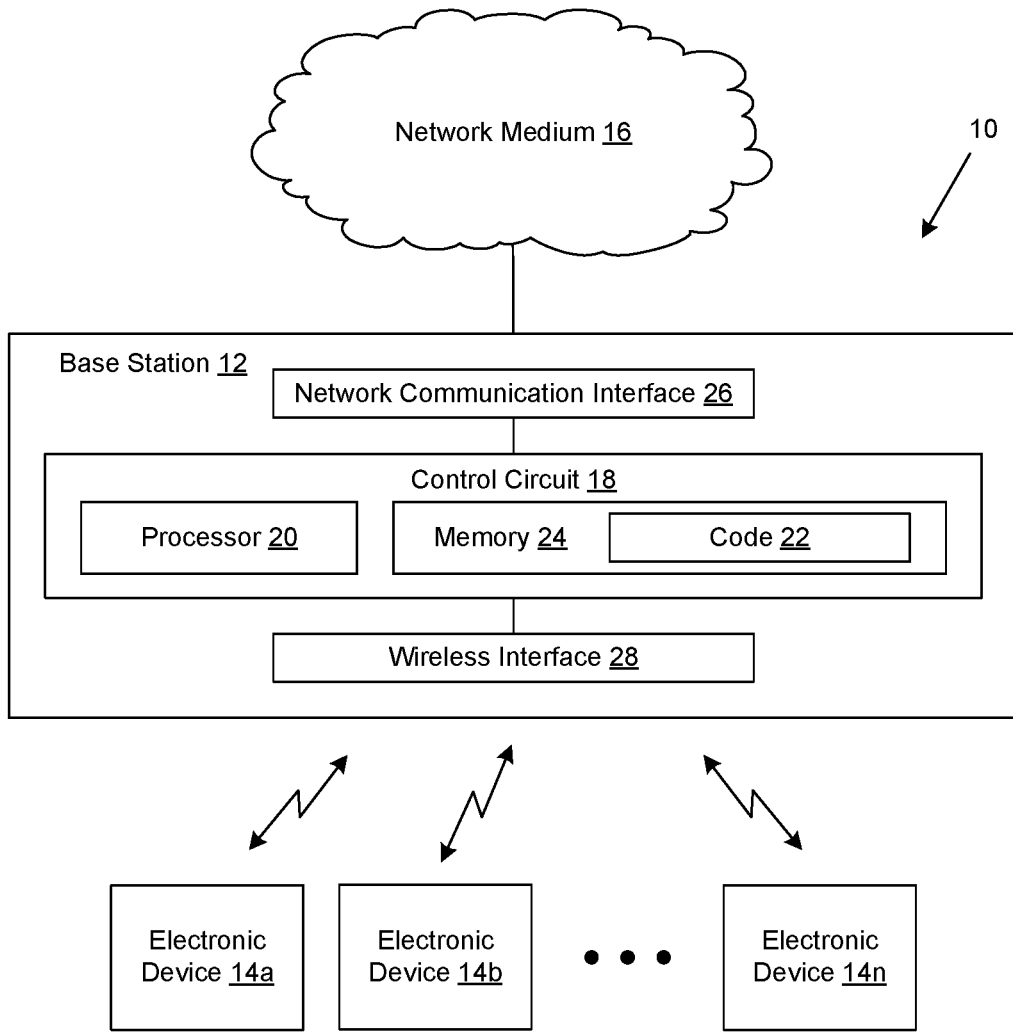 Network Medium 16
10
Base Station 12
Network Communication Interface 26
Control Circuit 18
Processor 20
Memory 24
Code 22
Wireless Interface 28
Electronic
Device 14a
Electronic
Device 14b
Electronic
Device 14n